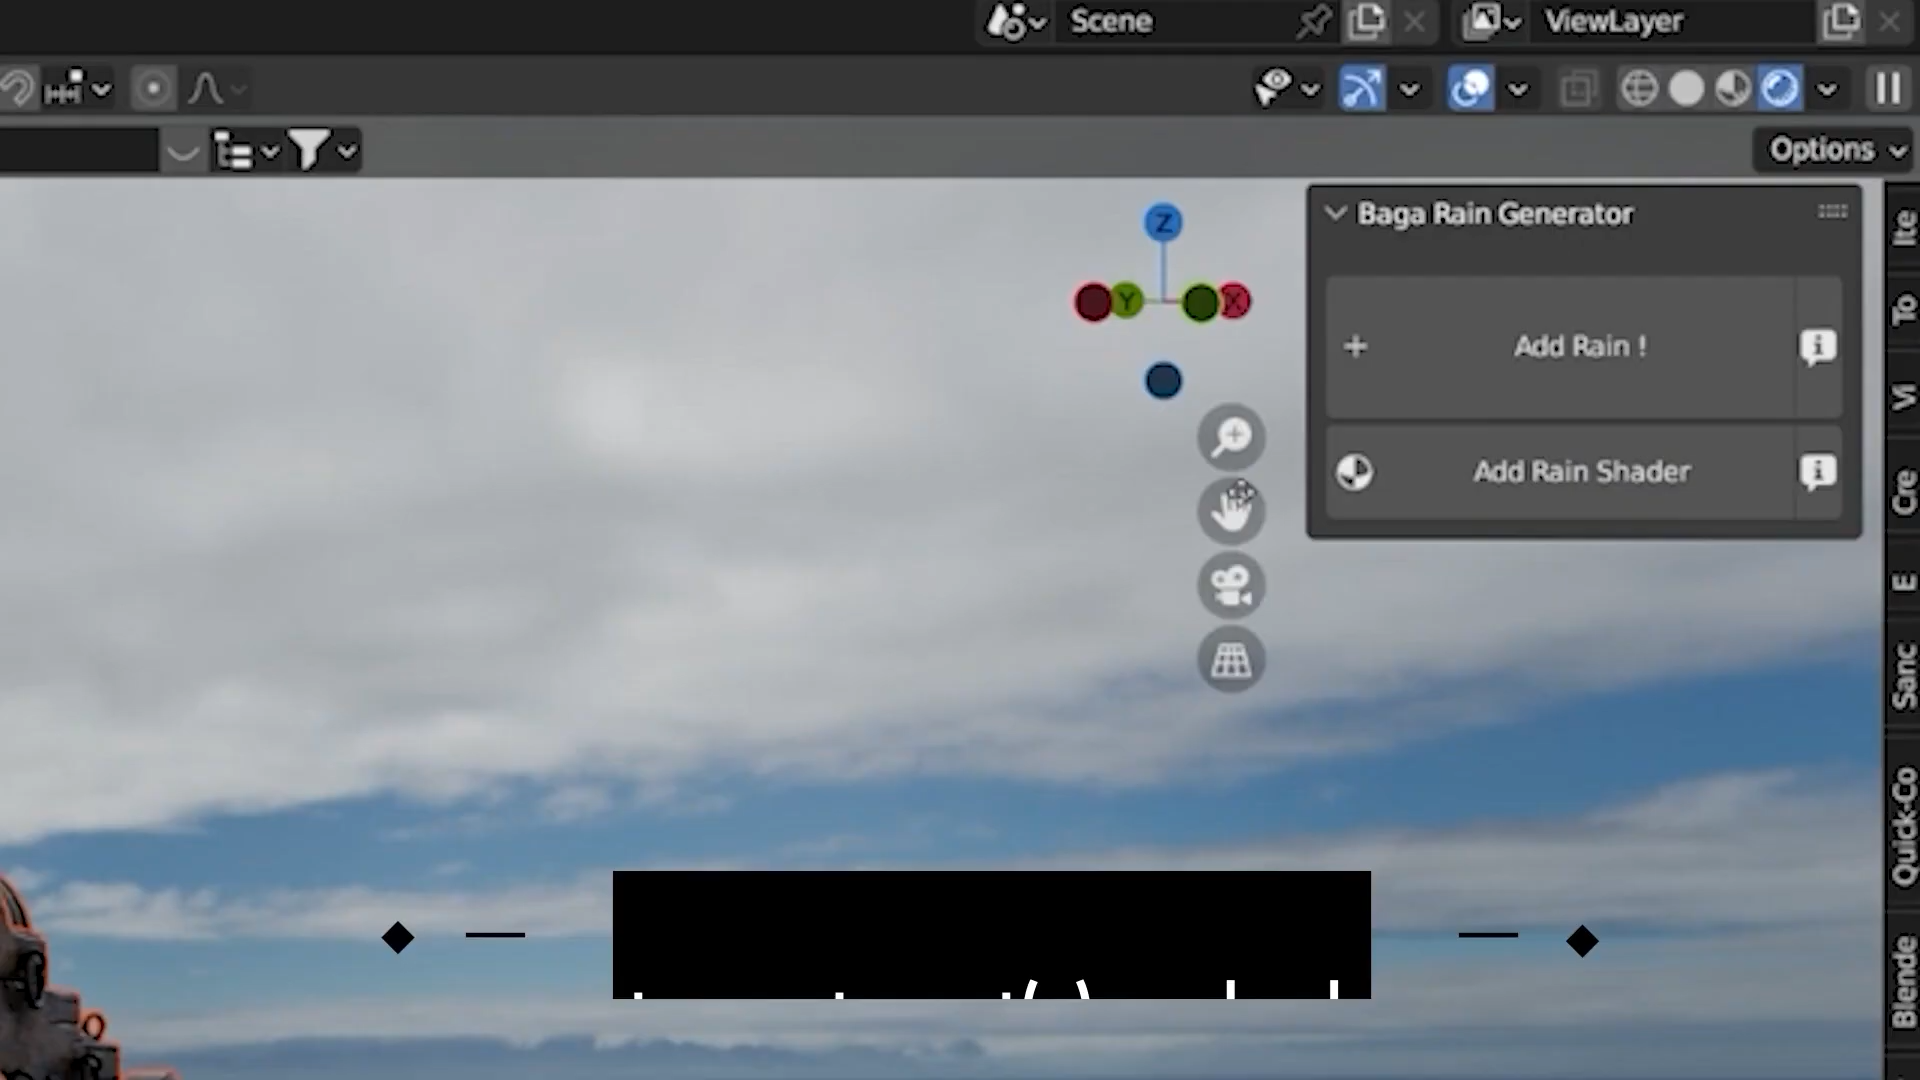 Scene
ViewLayer
Options
Baga Rain Generator
Add Rain !
Add Rain Shader
Z
Y
X
Ite
To
Vi
Cre
E
Sanc
Quick-Co
Blende